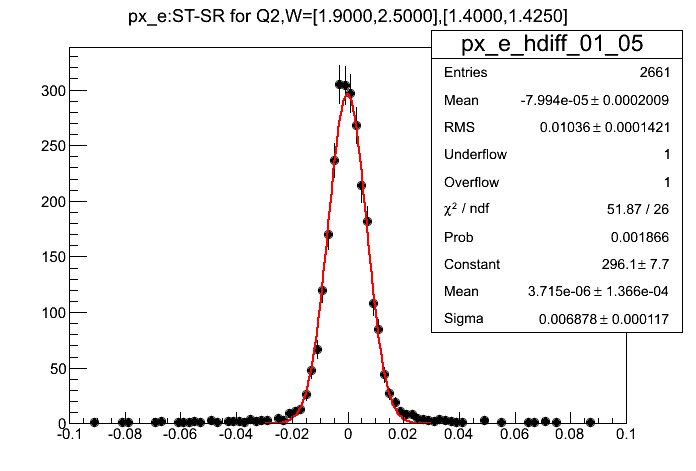 px_e:ST-SR for Q2,W=[1.9000,2.5000],[1.4000,1.4250]
px_e_hdiff_01_05
Entries 2661
Mean -7.994e-05 ± 0.0002009
RMS 0.01036 ± 0.0001421
Underflow 1
Overflow 1
χ² / ndf 51.87 / 26
Prob 0.001866
Constant 296.1 ± 7.7
Mean 3.715e-06 ± 1.366e-04
Sigma 0.006878 ± 0.000117
300
250
200
150
100
50
0
-0.1 -0.08 -0.06 -0.04 -0.02 0 0.02 0.04 0.06 0.08 0.1